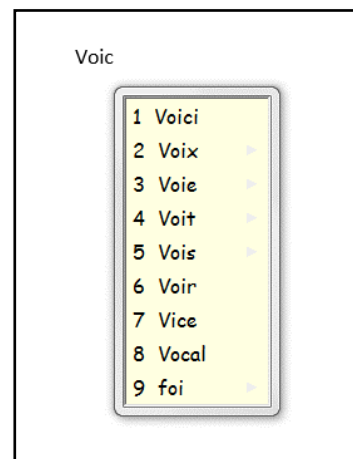 Voic
1 Voici
2 Voix
3 Voie
4 Voit
5 Vois
6 Voir
7 Vice
8 Vocal
9 foi